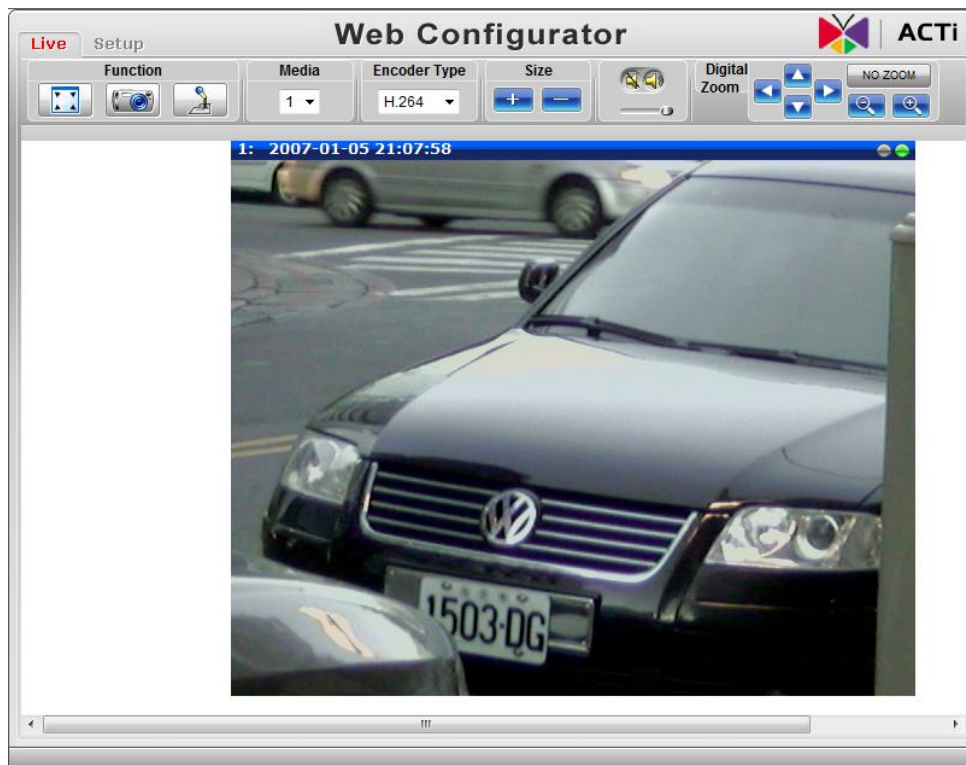 Live Setup Web Configurator ACTi
Function Media Encoder Type Size Digital Zoom NO ZOOM
1 H.264
1: 2007-01-05 21:07:58
1503-DG